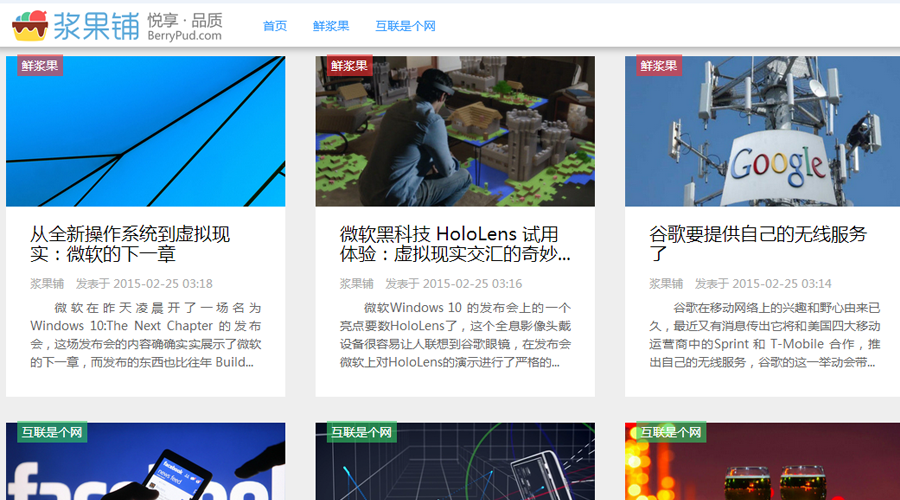 浆果铺
悦享·品质
BerryPud.com
首页
鲜浆果
互联是个网
鲜浆果
从全新操作系统到虚拟现
实：微软的下一章
浆果铺 发表于 2015-02-25 03:18
微软在昨天凌晨开了一场名为
Windows 10:The Next Chapter 的发布
会，这场发布会的内容确确实实展示了微软
的下一章，而发布的东西也比往年 Build...
鲜浆果
微软黑科技 HoloLens 试用
体验：虚拟现实交汇的奇妙...
浆果铺 发表于 2015-02-25 03:16
微软Windows 10 的发布会上的一个
亮点要数HoloLens了，这个全息影像头戴
设备很容易让人联想到谷歌眼镜，在发布会
微软上对HoloLens的演示进行了严格的...
鲜浆果
Google
谷歌要提供自己的无线服务
了
浆果铺 发表于 2015-02-25 03:14
谷歌在移动网络上的兴趣和野心由来已
久，最近又有消息传出它将和美国四大移动
运营商中的Sprint 和 T-Mobile 合作，推
出自己的无线服务，谷歌的这一举动会带...
互联是个网
facebook
facebook
news feed
互联是个网
互联是个网